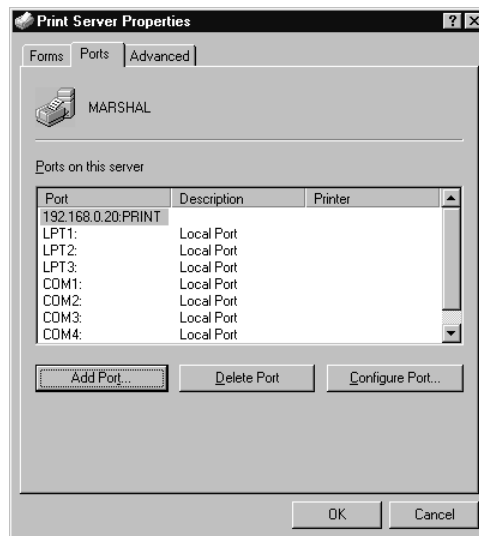 Print Server Properties
Forms Ports Advanced
MARSHAL
Ports on this server
Port Description Printer
192.168.0.20:PRINT
LPT1: Local Port
LPT2: Local Port
LPT3: Local Port
COM1: Local Port
COM2: Local Port
COM3: Local Port
COM4: Local Port
Add Port... Delete Port Configure Port...
OK Cancel